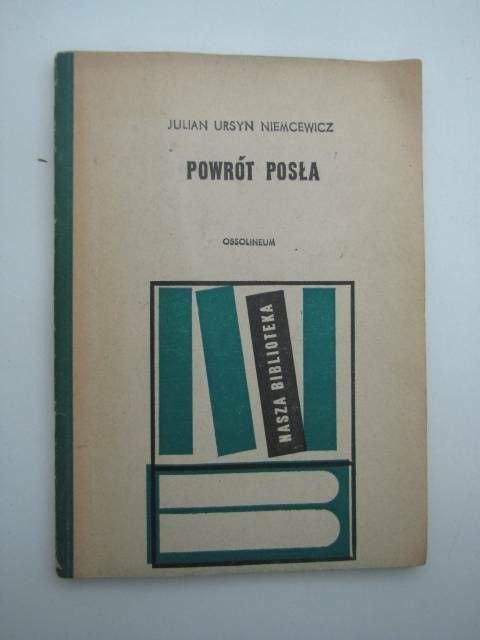 JULIAN URSYN NIEMCEWICZ
POWRÓT POSŁA
OSSOLINEUM
NASZA BIBLIOTEKA